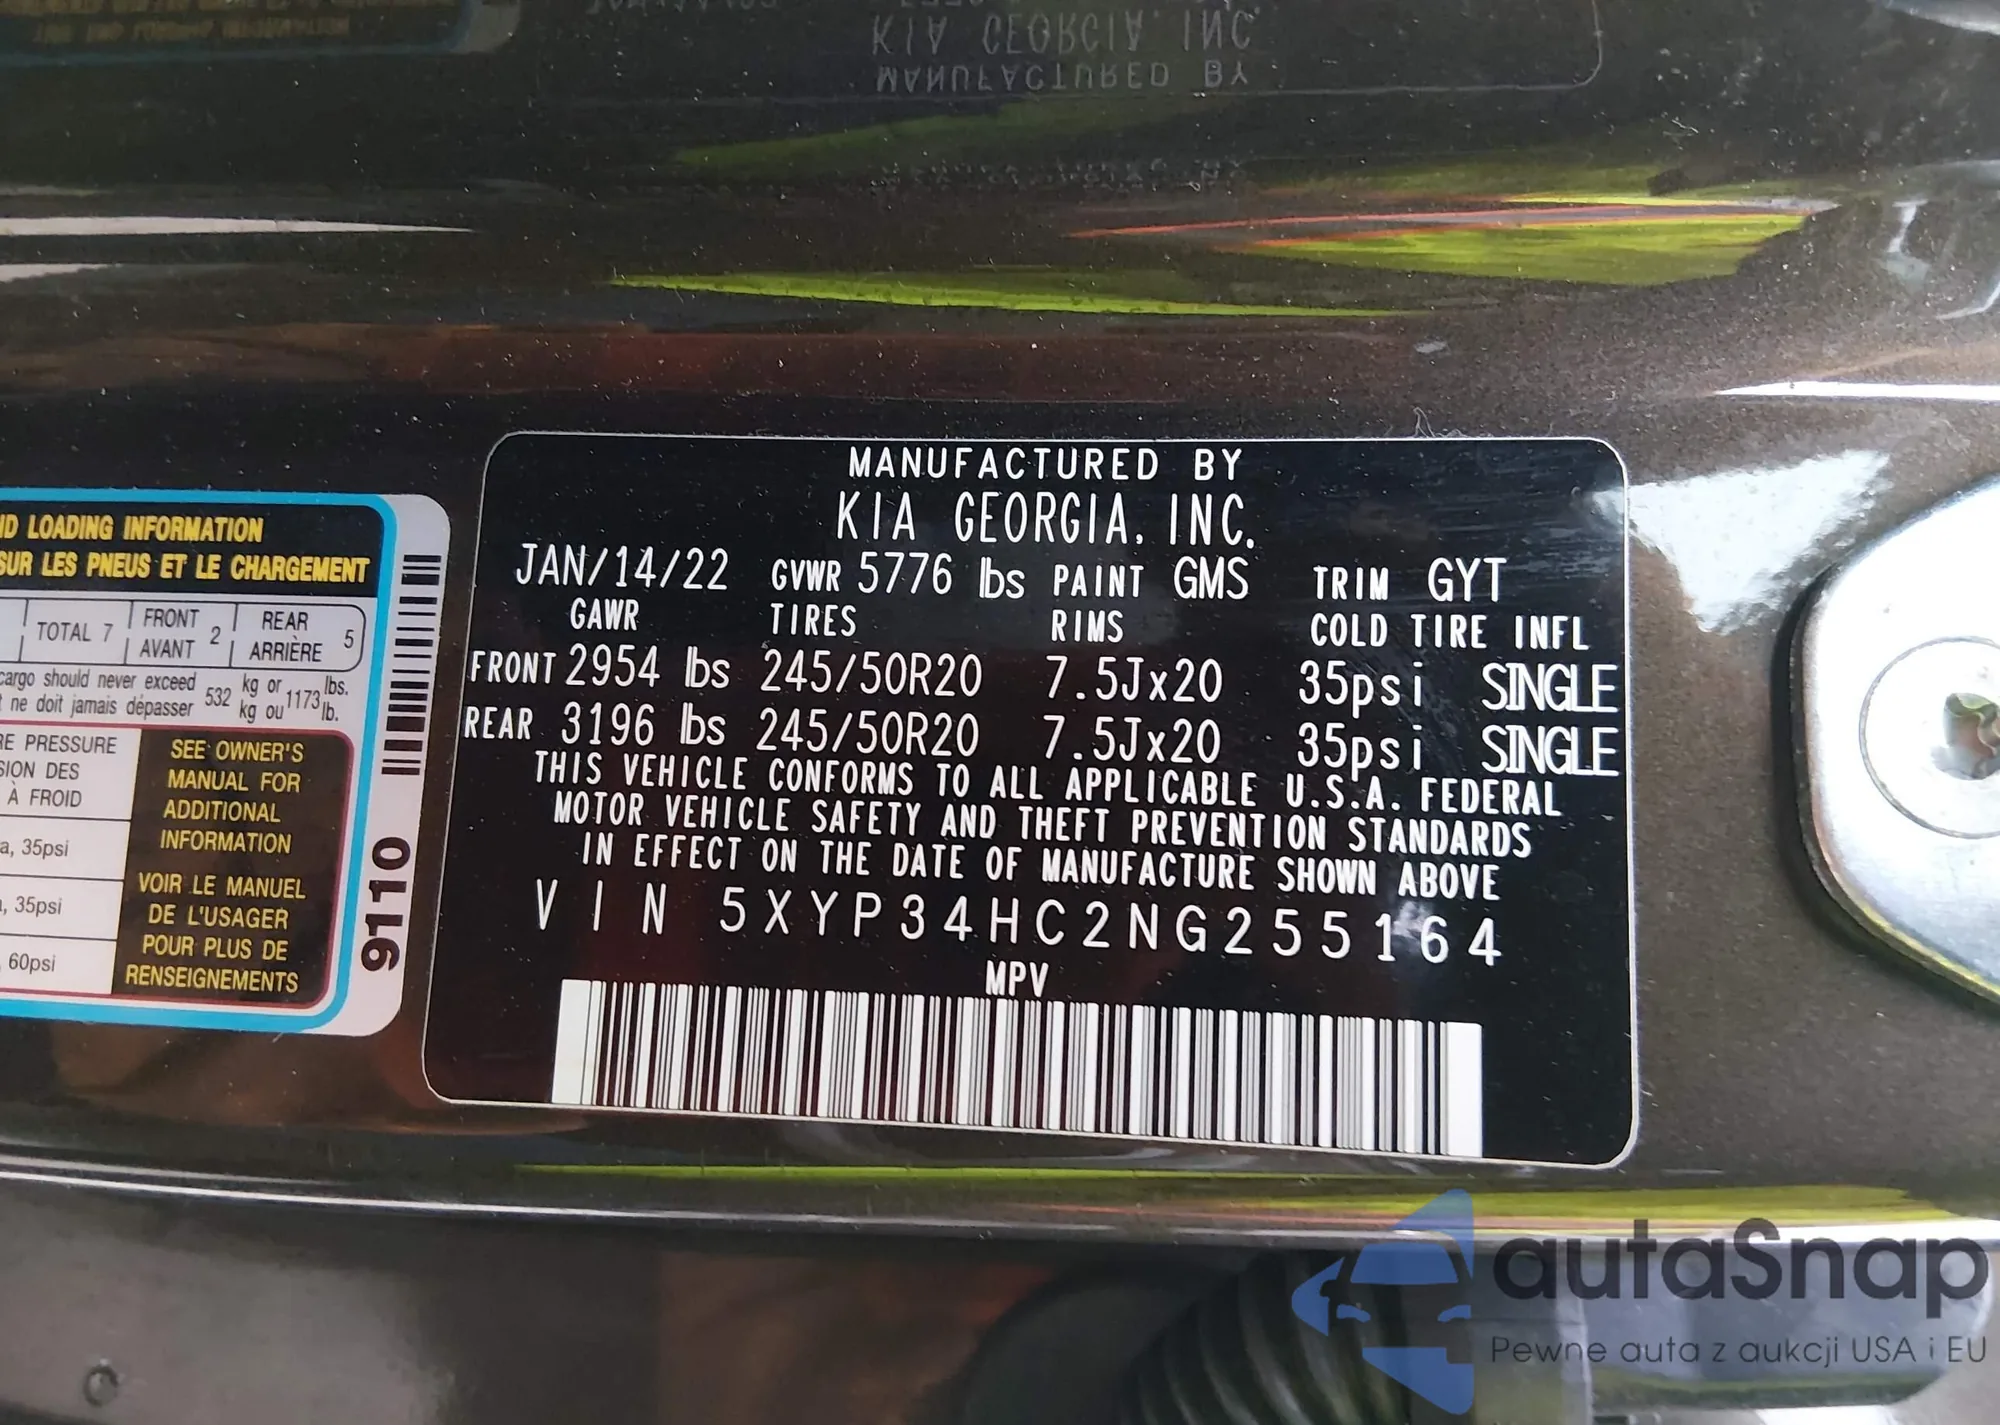 MANUFACTURED BY
KIA GEORGIA, INC.
JAN/14/22 GVWR 5776 lbs PAINT GMS TRIM GYT
GAWR TIRES RIMS COLD TIRE INFL
FRONT 2954 lbs 245/50R20 7.5Jx20 35psi SINGLE
REAR 3196 lbs 245/50R20 7.5Jx20 35psi SINGLE
THIS VEHICLE CONFORMS TO ALL APPLICABLE U.S.A. FEDERAL
MOTOR VEHICLE SAFETY AND THEFT PREVENTION STANDARDS
IN EFFECT ON THE DATE OF MANUFACTURE SHOWN ABOVE
VIN 5XYP34HC2NG255164
MPV
LOADING INFORMATION
SUR LES PNEUS ET LE CHARGEMENT
TOTAL 7
FRONT
AVANT 2
REAR
ARRIÈRE 5
cargo should never exceed
ne doit jamais dépasser
532 kg or 1173 lbs.
kg ou lb.
PRESSURE
DES
À FROID
35psi
35psi
60psi
SEE OWNER'S
MANUAL FOR
ADDITIONAL
INFORMATION
VOIR LE MANUEL
DE L'USAGER
POUR PLUS DE
RENSEIGNEMENTS
9110
KIA GEORGIA, INC.
MANUFACTURED BY
autaSnap
Pewne auta z aukcji USA i EU